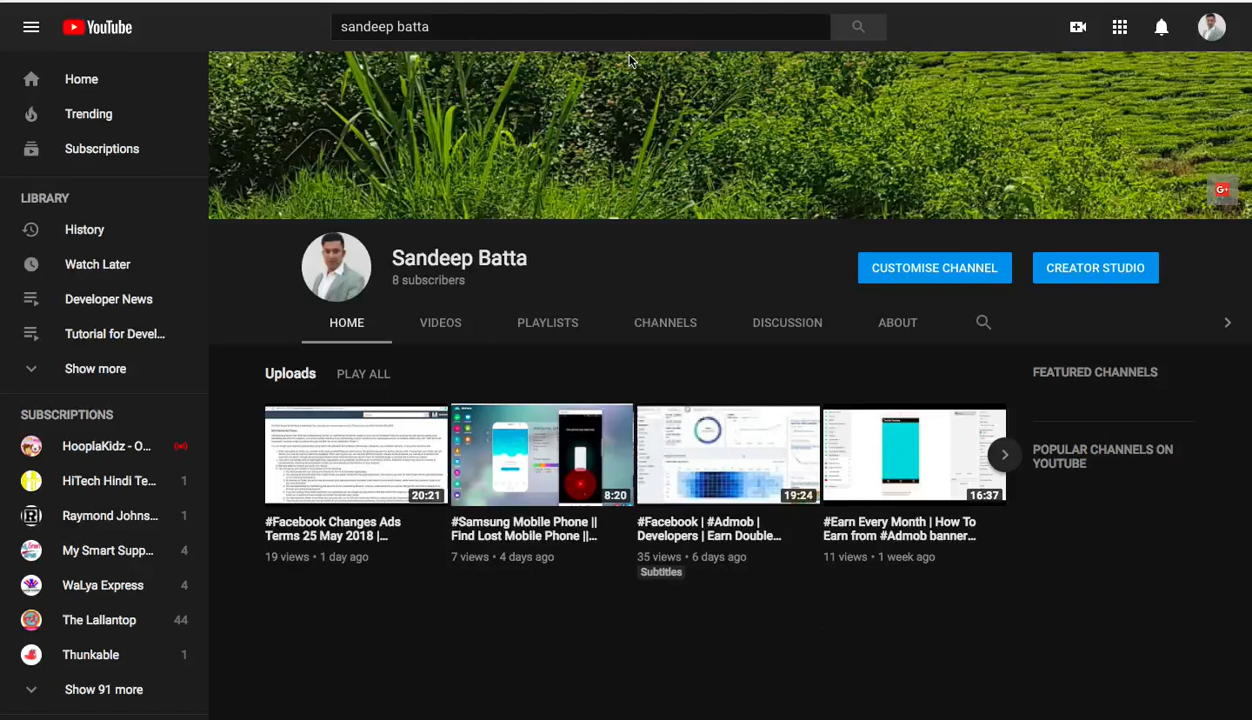 YouTube
sandeep batta
Home
Trending
Subscriptions
LIBRARY
History
Watch Later
Developer News
Tutorial for Devel...
Show more
SUBSCRIPTIONS
HooplaKidz - O...
HiTech Hindi Te... 1
Raymond Johns... 1
My Smart Supp... 4
WaLya Express 4
The Lallantop 44
Thunkable 1
Show 91 more
G+
Sandeep Batta
8 subscribers
CUSTOMISE CHANNEL
CREATOR STUDIO
HOME VIDEOS PLAYLISTS CHANNELS DISCUSSION ABOUT
Uploads PLAY ALL
20:21
#Facebook Changes Ads
Terms 25 May 2018 |...
19 views • 1 day ago
8:20
#Samsung Mobile Phone ||
FInd Lost Mobile Phone ||...
7 views • 4 days ago
19:24
#Facebook | #Admob |
Developers | Earn Double...
35 views • 6 days ago
Subtitles
16:37
#Earn Every Month | How To
Earn from #Admob banner...
11 views • 1 week ago
FEATURED CHANNELS
POPULAR CHANNELS ON
YOUTUBE